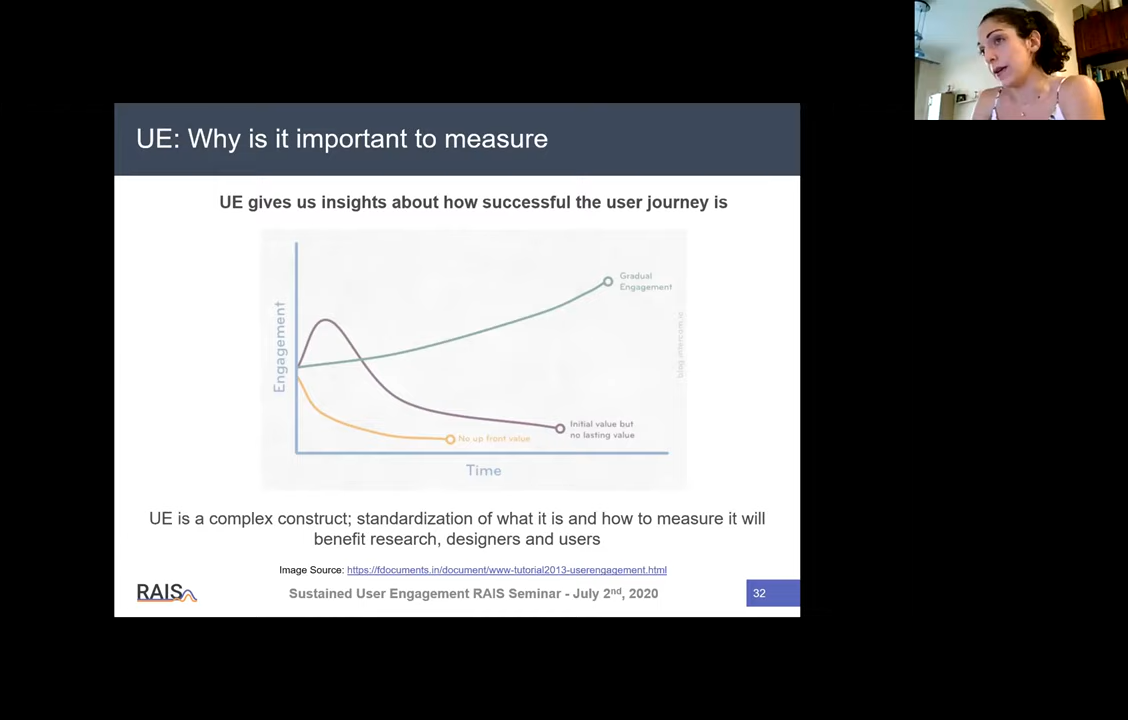 UE: Why is it important to measure
UE gives us insights about how successful the user journey is
Engagement
Gradual
Engagement
blog.intercom.io
Initial value but
no lasting value
No up front value
Time
UE is a complex construct; standardization of what it is and how to measure it will
benefit research, designers and users
Image Source: https://fdocuments.in/document/www-tutorial2013-userengagement.html
RAIS
Sustained User Engagement RAIS Seminar - July 2nd, 2020
32